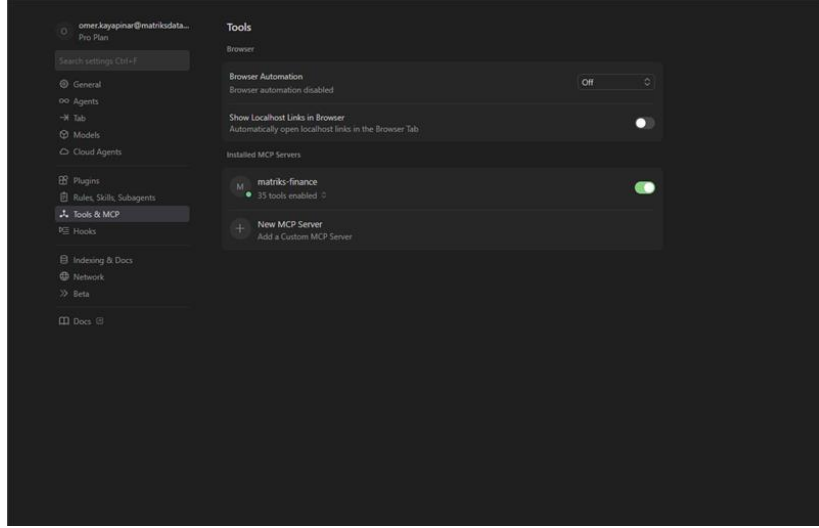 omer.kayapinar@matriksdata...
O
Pro Plan
Search settings Ctrl+F
General
Agents
Tab
Models
Cloud Agents
Plugins
Rules, Skills, Subagents
Tools & MCP
Hooks
Indexing & Docs
Network
Beta
Docs
Tools
Browser
Browser Automation
Browser automation disabled
Off
Show Localhost Links in Browser
Automatically open localhost links in the Browser Tab
Installed MCP Servers
M
matriks-finance
35 tools enabled
New MCP Server
Add a Custom MCP Server